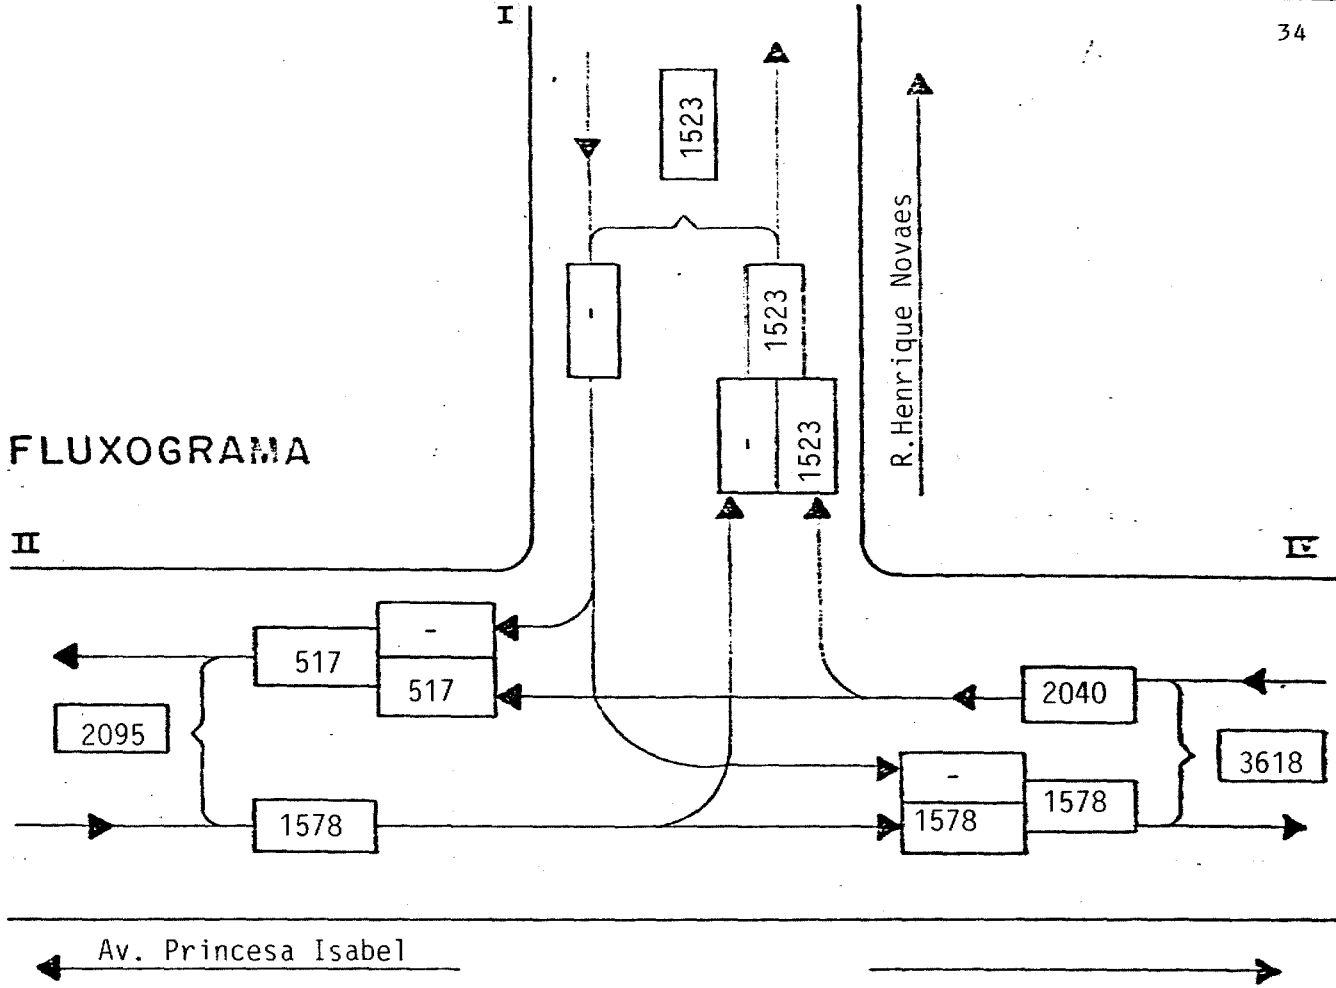 I
34
1523
R.Henrique Novaes
-
1523
-
1523
FLUXOGRAMA
II
IV
-
517
517
2040
2095
3618
-
1578
1578
1578
Av. Princesa Isabel